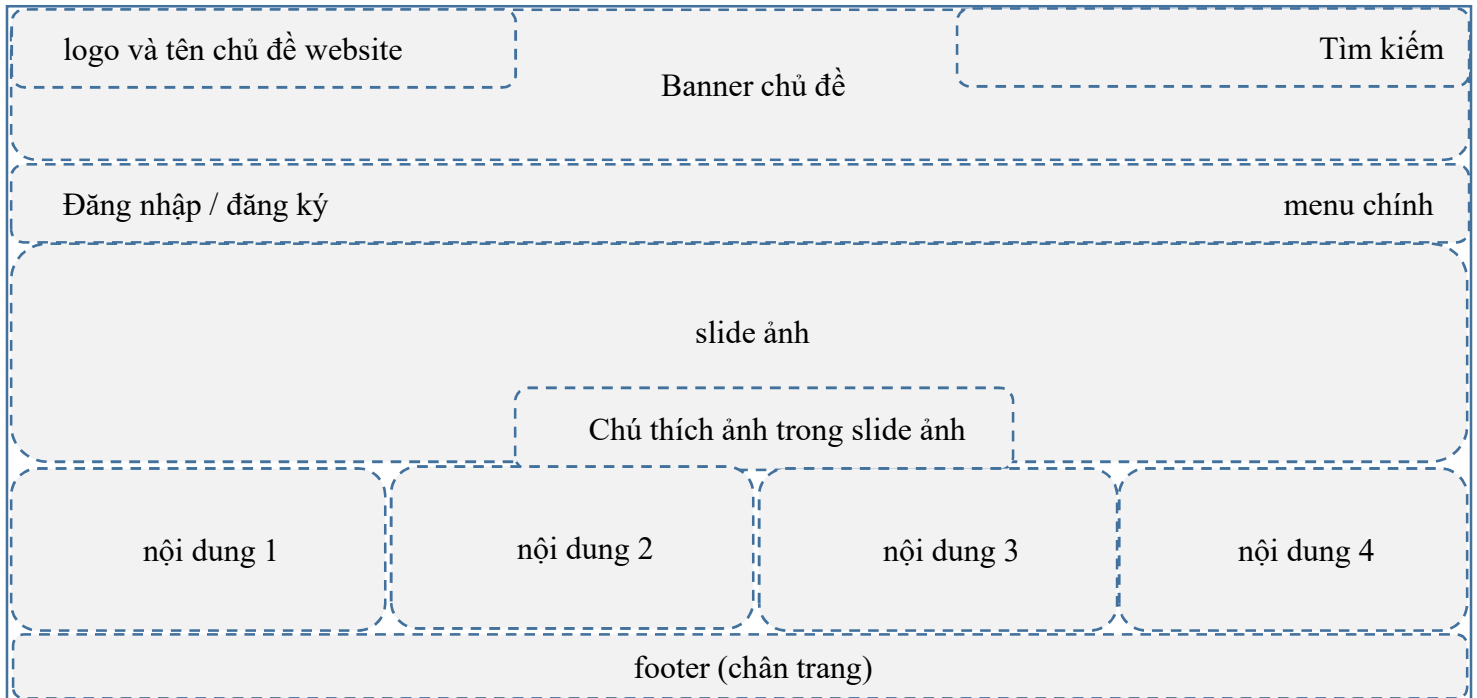 logo và tên chủ đề website
Tìm kiếm
Banner chủ đề
Đăng nhập / đăng ký
menu chính
slide ảnh
Chú thích ảnh trong slide ảnh
nội dung 1
nội dung 2
nội dung 3
nội dung 4
footer (chân trang)